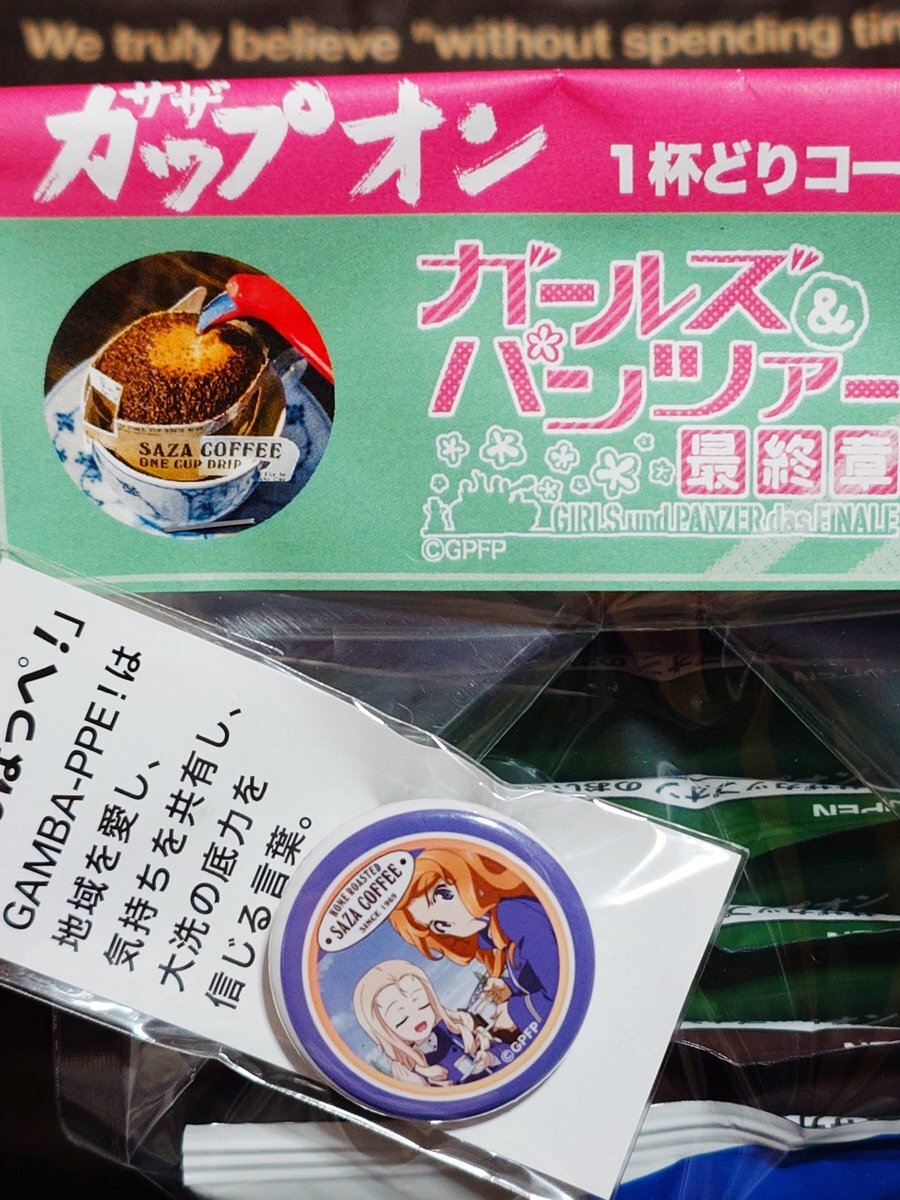 We truly believe "without spending tim
サザ
カップオン
1杯どりコー
ガールズ&
パンツァー
最終章
GIRLS und PANZER das FINALE
©GPFP
SAZA COFFEE
ONE CUP DRIP
っぺ!」
GAMBA-PPE!は
地域を愛し、
気持ちを共有し、
大洗の底力を
信じる言葉。
HOME ROASTED
SAZA COFFEE
SINCE 1969
©GPFP